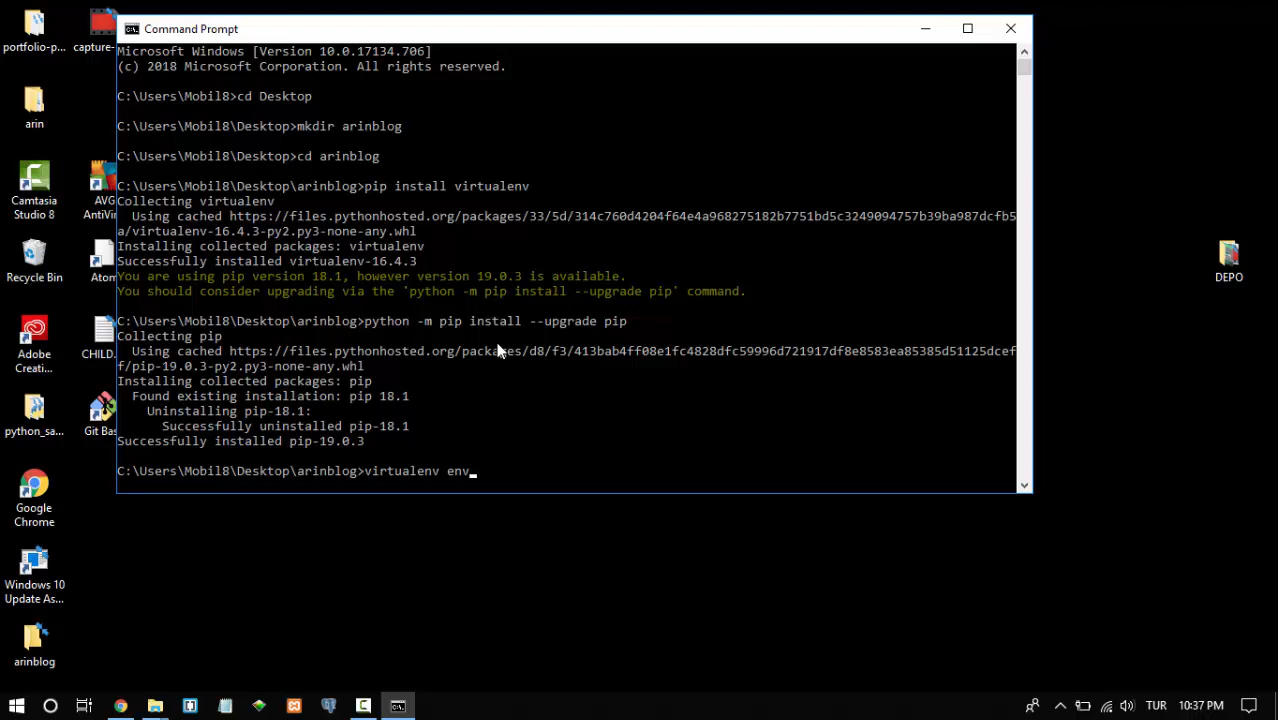 Command Prompt
Microsoft Windows [Version 10.0.17134.706]
(c) 2018 Microsoft Corporation. All rights reserved.
C:\Users\Mobil8>cd Desktop
C:\Users\Mobil8\Desktop>mkdir arinblog
C:\Users\Mobil8\Desktop>cd arinblog
C:\Users\Mobil8\Desktop\arinblog>pip install virtualenv
Collecting virtualenv
Using cached https://files.pythonhosted.org/packages/33/5d/314c760d4204f64e4a968275182b7751bd5c3249094757b39ba987dcfb5
a/virtualenv-16.4.3-py2.py3-none-any.whl
Installing collected packages: virtualenv
Successfully installed virtualenv-16.4.3
You are using pip version 18.1, however version 19.0.3 is available.
You should consider upgrading via the 'python -m pip install --upgrade pip' command.
C:\Users\Mobil8\Desktop\arinblog>python -m pip install --upgrade pip
Collecting pip
Using cached https://files.pythonhosted.org/packages/d8/f3/413bab4ff08e1fc4828dfc59996d721917df8e8583ea85385d51125dcef
f/pip-19.0.3-py2.py3-none-any.whl
Installing collected packages: pip
Found existing installation: pip 18.1
Uninstalling pip-18.1:
Successfully uninstalled pip-18.1
Successfully installed pip-19.0.3
C:\Users\Mobil8\Desktop\arinblog>virtualenv env
portfolio-p...
capture-
arin
Camtasia
Studio 8
AVG
AntiVir
Recycle Bin
Atom
Adobe
Creati...
CHILD.
python_sa...
Git Bas
Google
Chrome
Windows 10
Update As...
arinblog
DEPO
TUR
10:37 PM